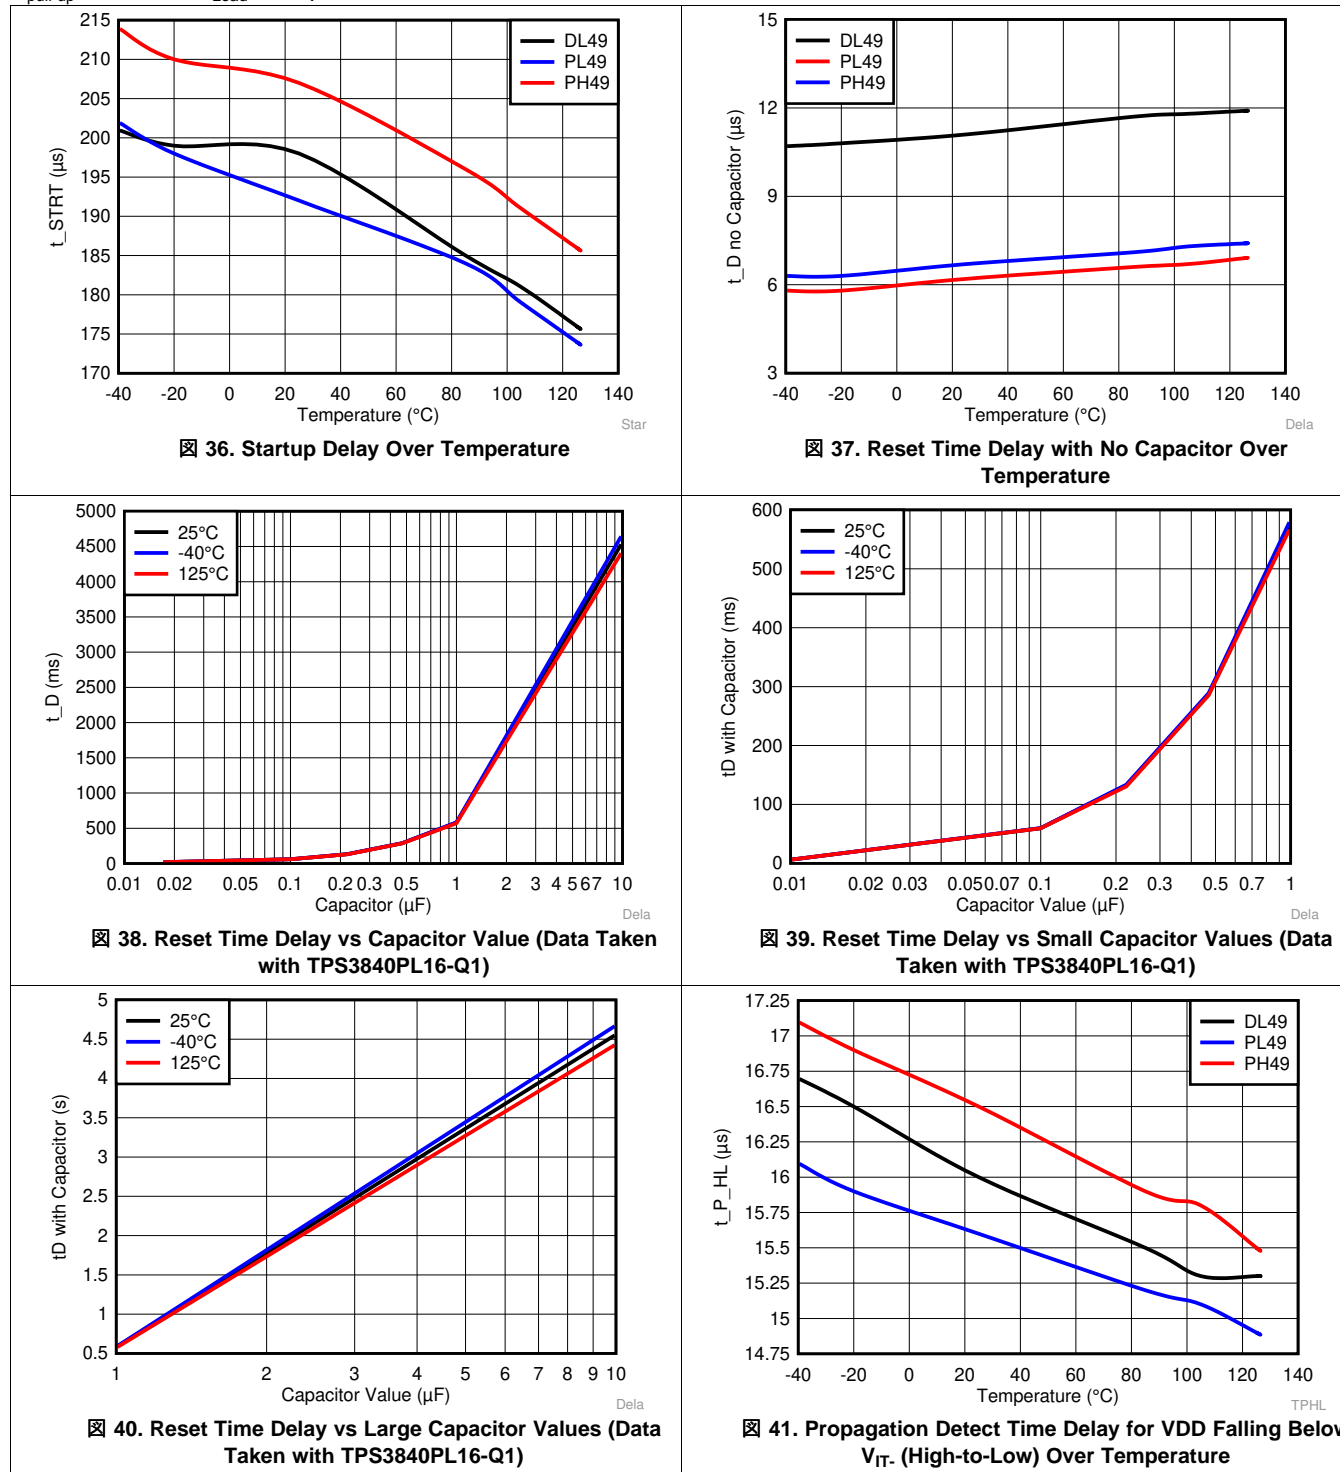 215
210
205
200
195
190
185
180
175
170
t_STRT (µs)
DL49
PL49
PH49
-40 -20 0 20 40 60 80 100 120 140
Temperature (°C)
Star
図 36. Startup Delay Over Temperature
15
12
9
6
3
t_D no Capacitor (µs)
DL49
PL49
PH49
-40 -20 0 20 40 60 80 100 120 140
Temperature (°C)
Dela
図 37. Reset Time Delay with No Capacitor Over
Temperature
5000
4500
4000
3500
3000
2500
2000
1500
1000
500
0
t_D (ms)
25°C
-40°C
125°C
0.01 0.02 0.05 0.1 0.2 0.3 0.5 1 2 3 4 5 6 7 10
Capacitor (µF)
Dela
図 38. Reset Time Delay vs Capacitor Value (Data Taken
with TPS3840PL16-Q1)
600
500
400
300
200
100
0
tD with Capacitor (ms)
25°C
-40°C
125°C
0.01 0.02 0.03 0.05 0.07 0.1 0.2 0.3 0.5 0.7 1
Capacitor Value (µF)
Dela
図 39. Reset Time Delay vs Small Capacitor Values (Data
Taken with TPS3840PL16-Q1)
5
4.5
4
3.5
3
2.5
2
1.5
1
0.5
tD with Capacitor (s)
25°C
-40°C
125°C
1 2 3 4 5 6 7 8 9 10
Capacitor Value (µF)
Dela
図 40. Reset Time Delay vs Large Capacitor Values (Data
Taken with TPS3840PL16-Q1)
17.25
17
16.75
16.5
16.25
16
15.75
15.5
15.25
15
14.75
t_P_HL (µs)
DL49
PL49
PH49
-40 -20 0 20 40 60 80 100 120 140
Temperature (°C)
TPHL
図 41. Propagation Detect Time Delay for VDD Falling Below
VIT- (High-to-Low) Over Temperature